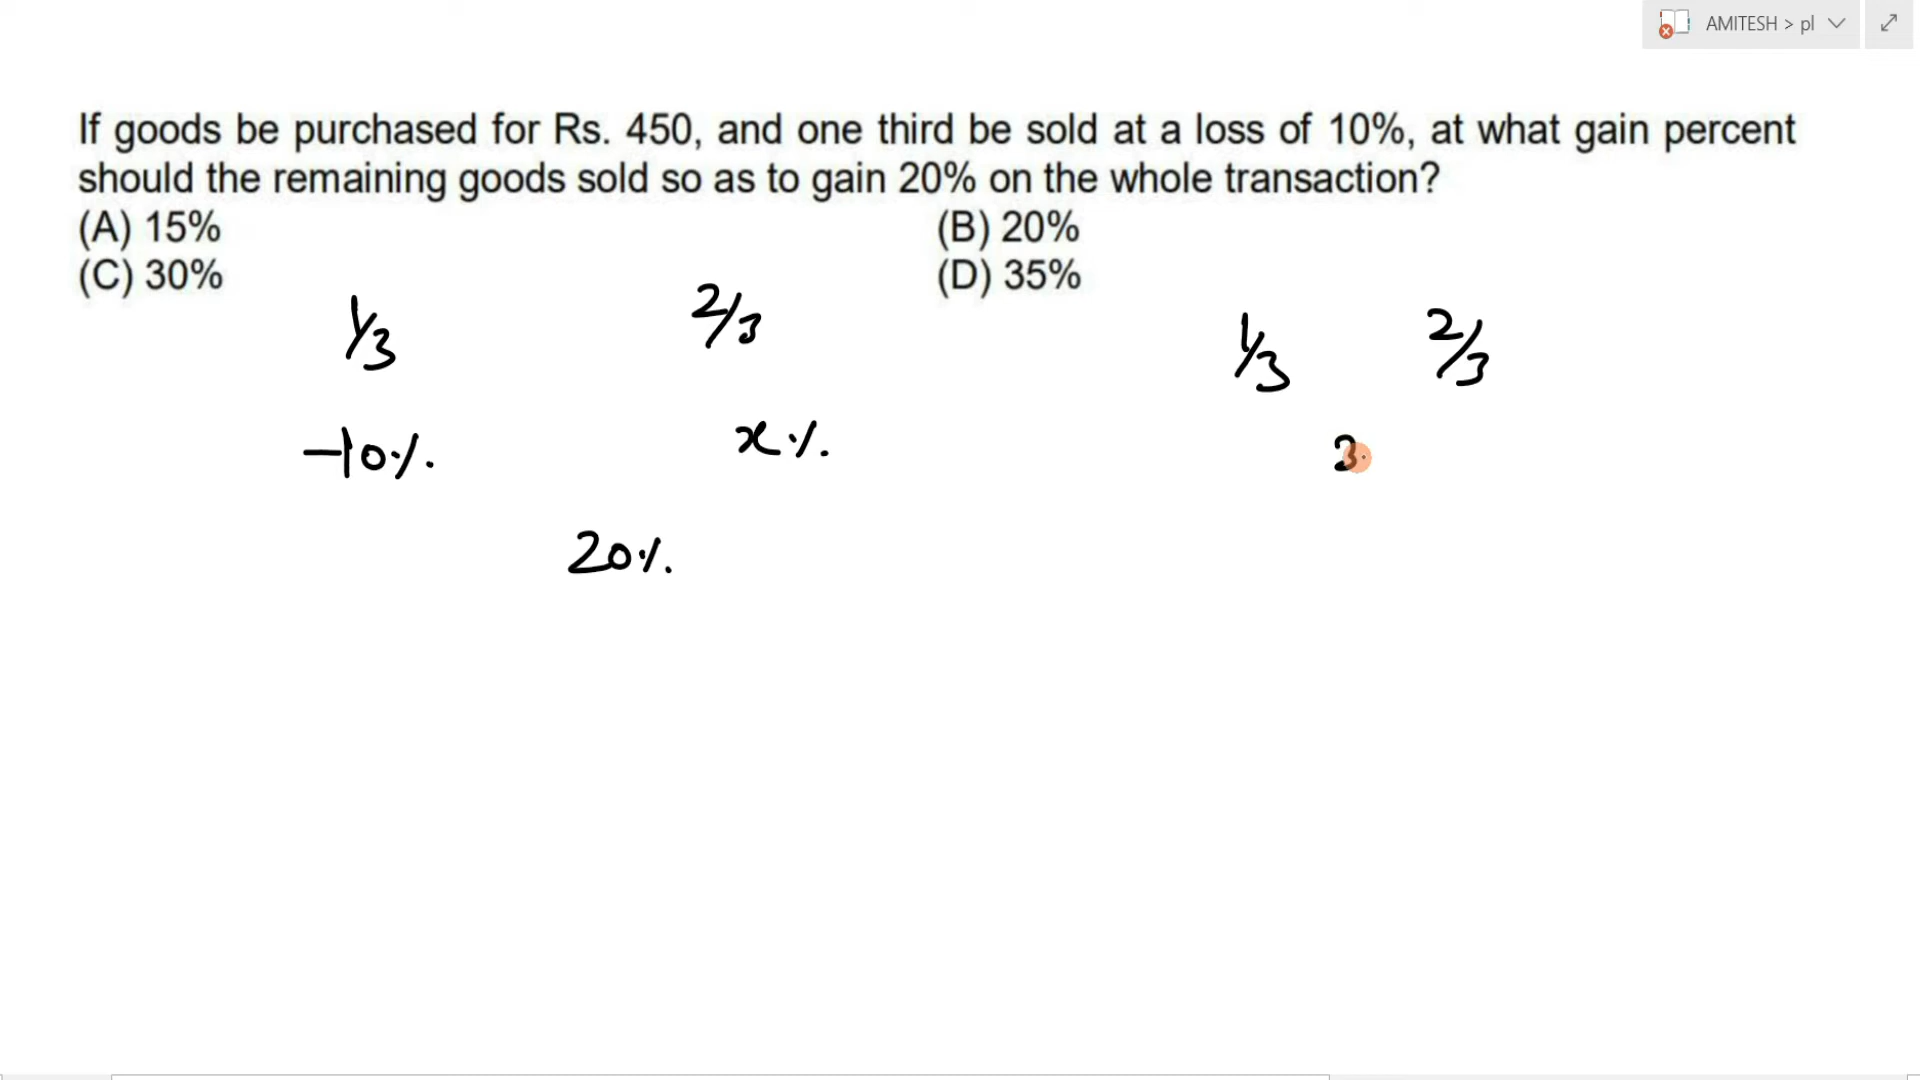 AMITESH > pl
If goods be purchased for Rs. 450, and one third be sold at a loss of 10%, at what gain percent
should the remaining goods sold so as to gain 20% on the whole transaction?
(A) 15% (B) 20%
(C) 30% (D) 35%
1/3 2/3 1/3 2/3
-10% x% 3
20%